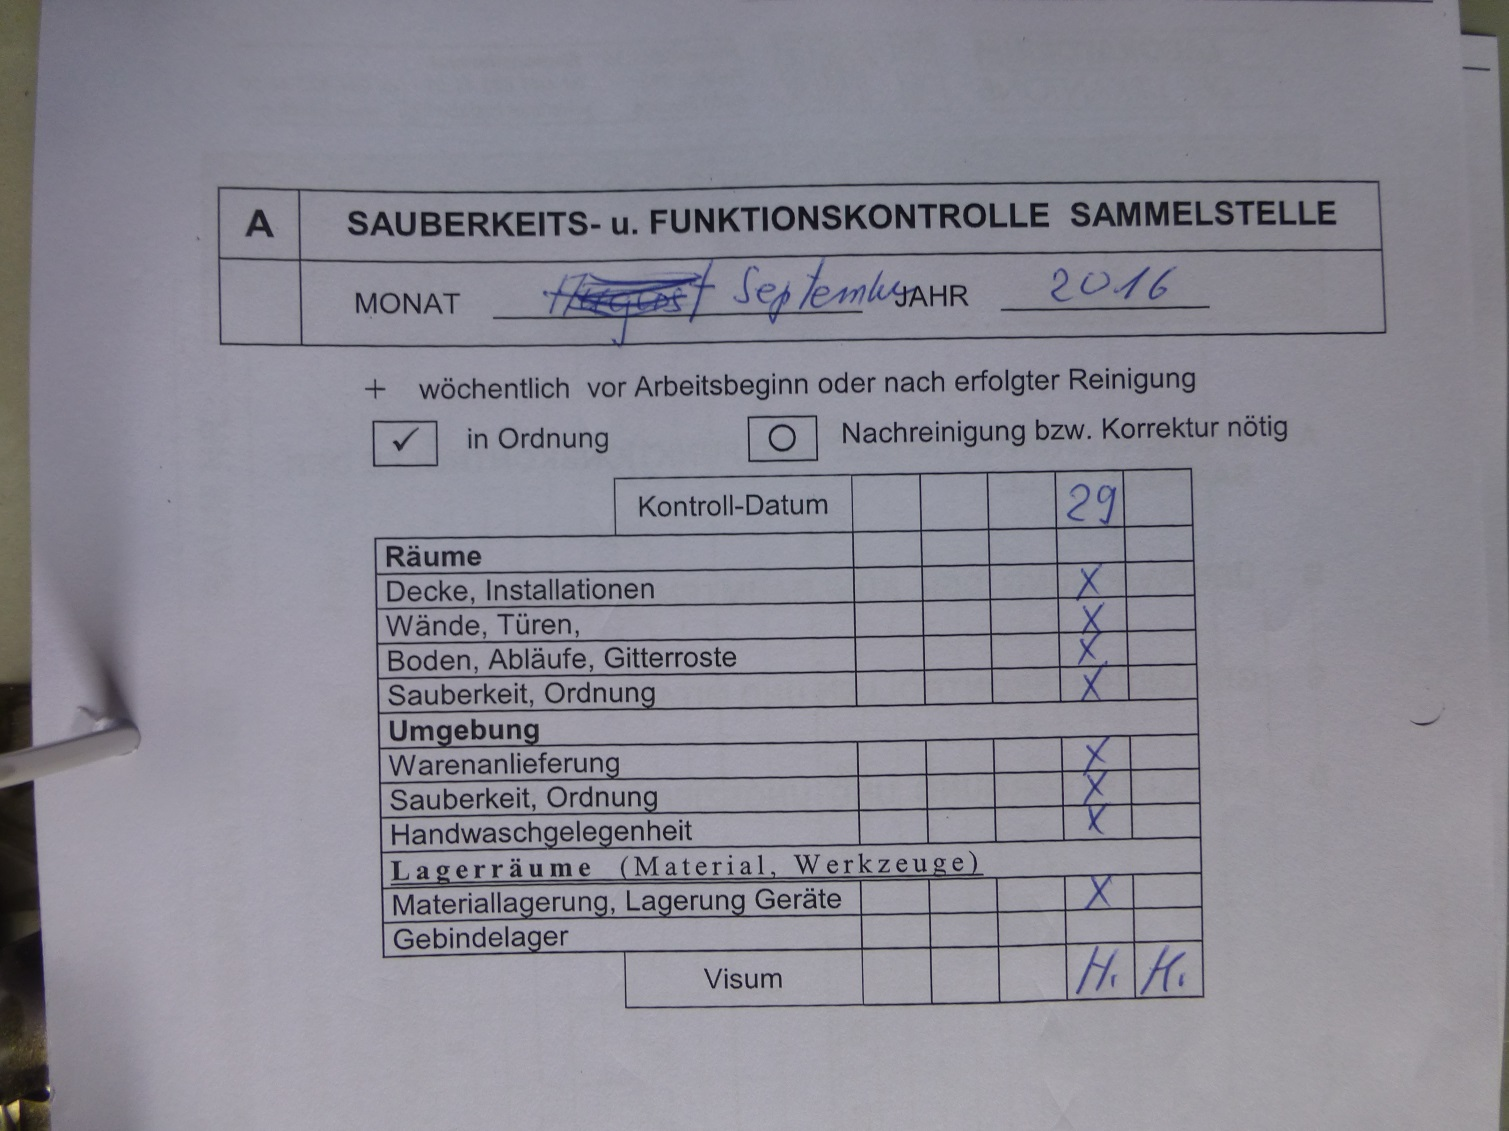 A SAUBERKEITS- u. FUNKTIONSKONTROLLE SAMMELSTELLE
MONAT August September JAHR 2016
+ wöchentlich vor Arbeitsbeginn oder nach erfolgter Reinigung
✓ in Ordnung O Nachreinigung bzw. Korrektur nötig
Kontroll-Datum 29
Räume
Decke, Installationen X
Wände, Türen, X
Boden, Abläufe, Gitterroste X
Sauberkeit, Ordnung X
Umgebung
Warenanlieferung X
Sauberkeit, Ordnung X
Handwaschgelegenheit X
Lagerräume (Material, Werkzeuge)
Materiallagerung, Lagerung Geräte X
Gebindelager
Visum H. K.